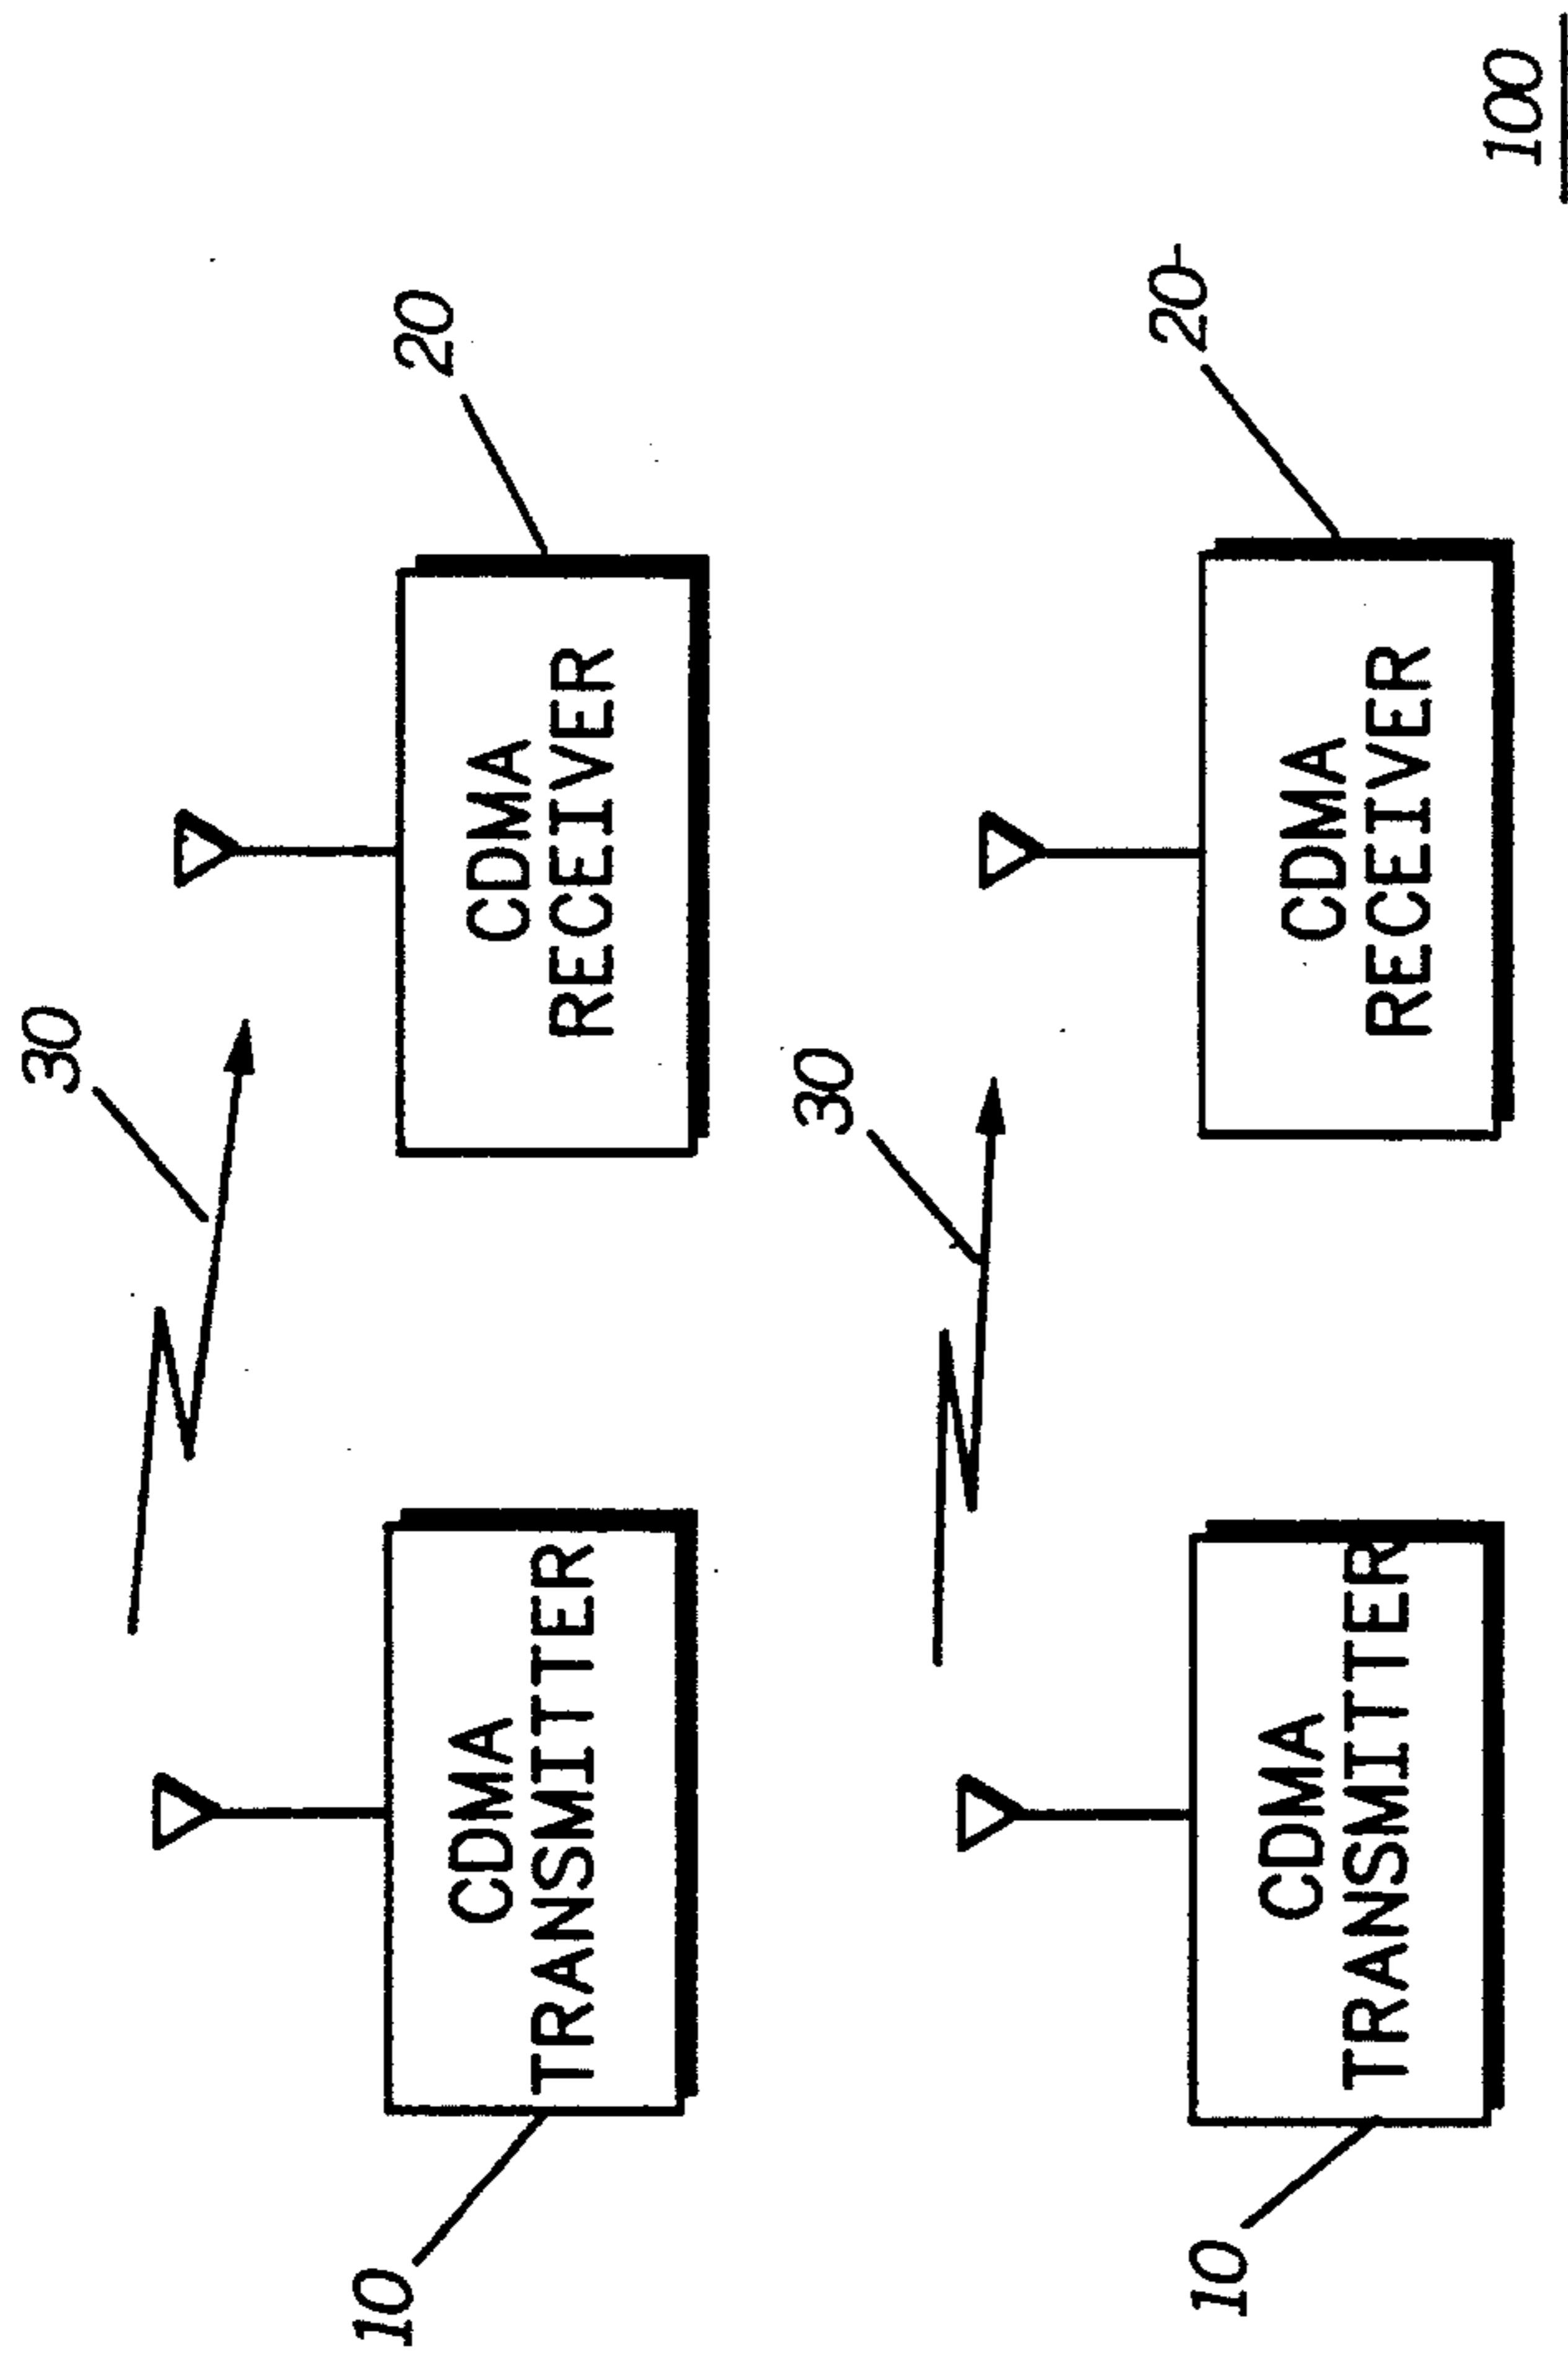 30
20
CDMA
TRANSMITTER
CDMA
RECEIVER
10
30
20
CDMA
TRANSMITTER
CDMA
RECEIVER
10
100